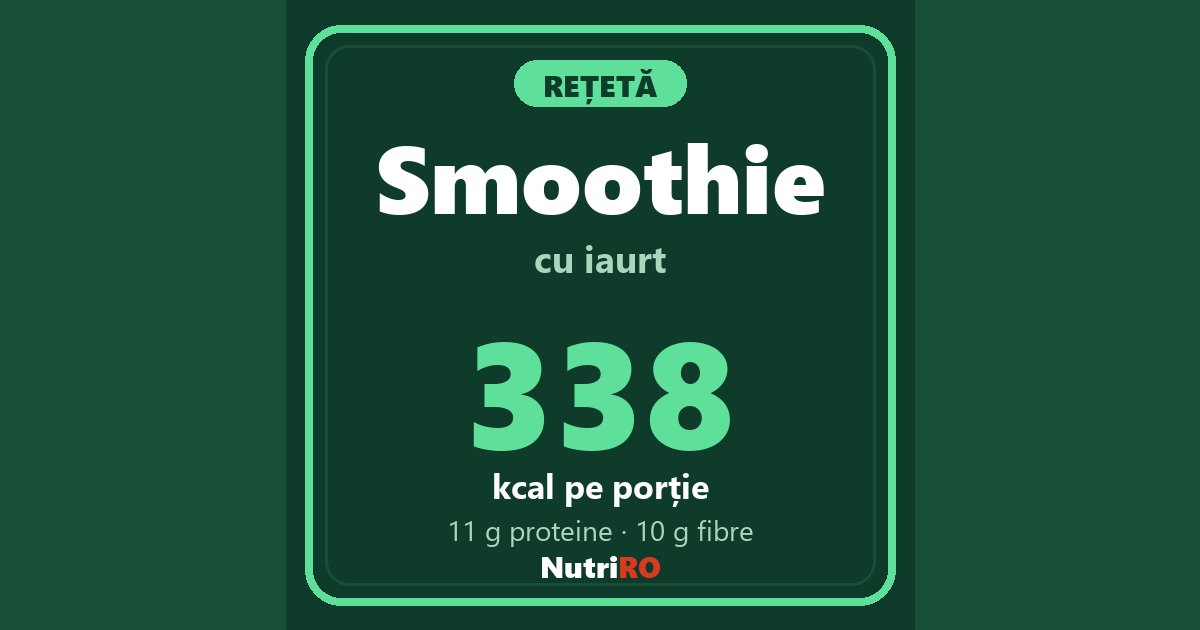 REȚETĂ
Smoothie
cu iaurt
338
kcal pe porție
11 g proteine · 10 g fibre
NutriRO